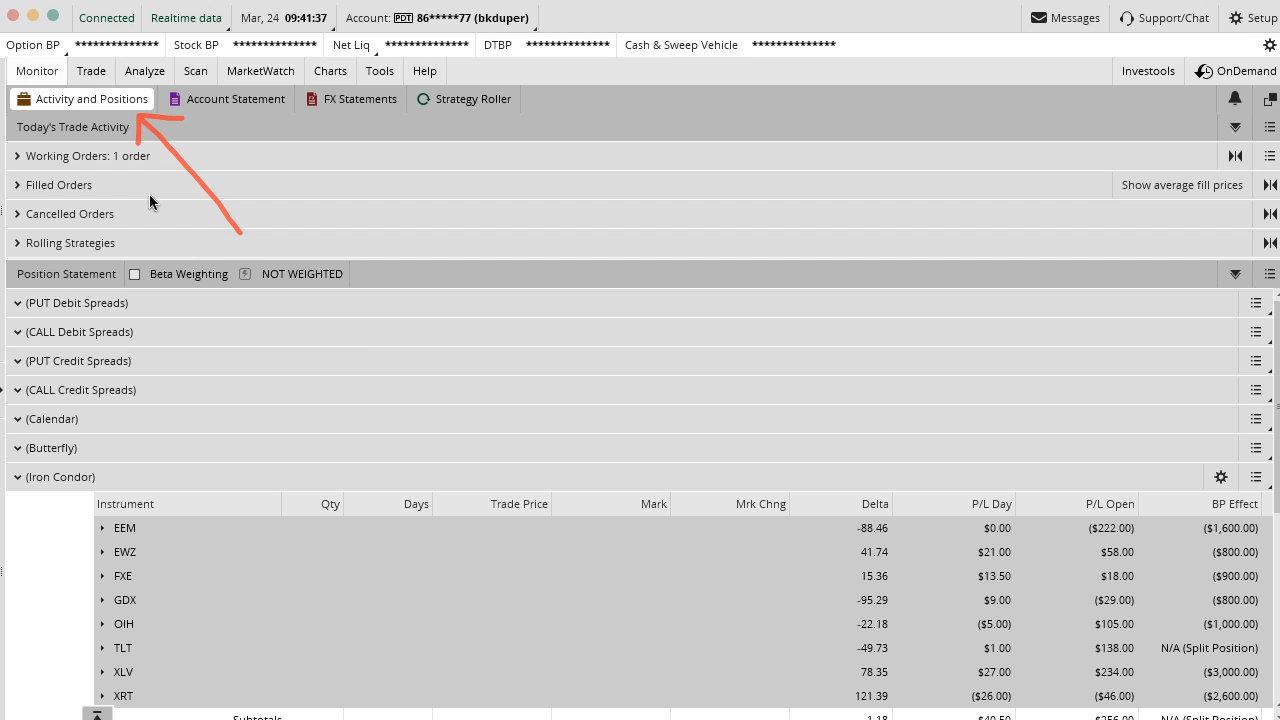 Connected Realtime data Mar, 24 09:41:37 Account: PDT 86*****77 (bkduper) Messages Support/Chat Setup
Option BP ************** Stock BP ************** Net Liq ************** DTBP ************** Cash & Sweep Vehicle **************
Monitor Trade Analyze Scan MarketWatch Charts Tools Help Investools OnDemand
Activity and Positions Account Statement FX Statements Strategy Roller
Today's Trade Activity
Working Orders: 1 order
Filled Orders Show average fill prices
Cancelled Orders
Rolling Strategies
Position Statement Beta Weighting NOT WEIGHTED
(PUT Debit Spreads)
(CALL Debit Spreads)
(PUT Credit Spreads)
(CALL Credit Spreads)
(Calendar)
(Butterfly)
(Iron Condor)
Instrument Qty Days Trade Price Mark Mrk Chng Delta P/L Day P/L Open BP Effect
EEM -88.46 $0.00 ($222.00) ($1,600.00)
EWZ 41.74 $21.00 $58.00 ($800.00)
FXE 15.36 $13.50 $18.00 ($900.00)
GDX -95.29 $9.00 ($29.00) ($800.00)
OIH -22.18 ($5.00) $105.00 ($1,000.00)
TLT -49.73 $1.00 $138.00 N/A (Split Position)
XLV 78.35 $27.00 $234.00 ($3,000.00)
XRT 121.39 ($26.00) ($46.00) ($2,600.00)
Subtotals 1.18 $40.50 $256.00 N/A (Split Position)